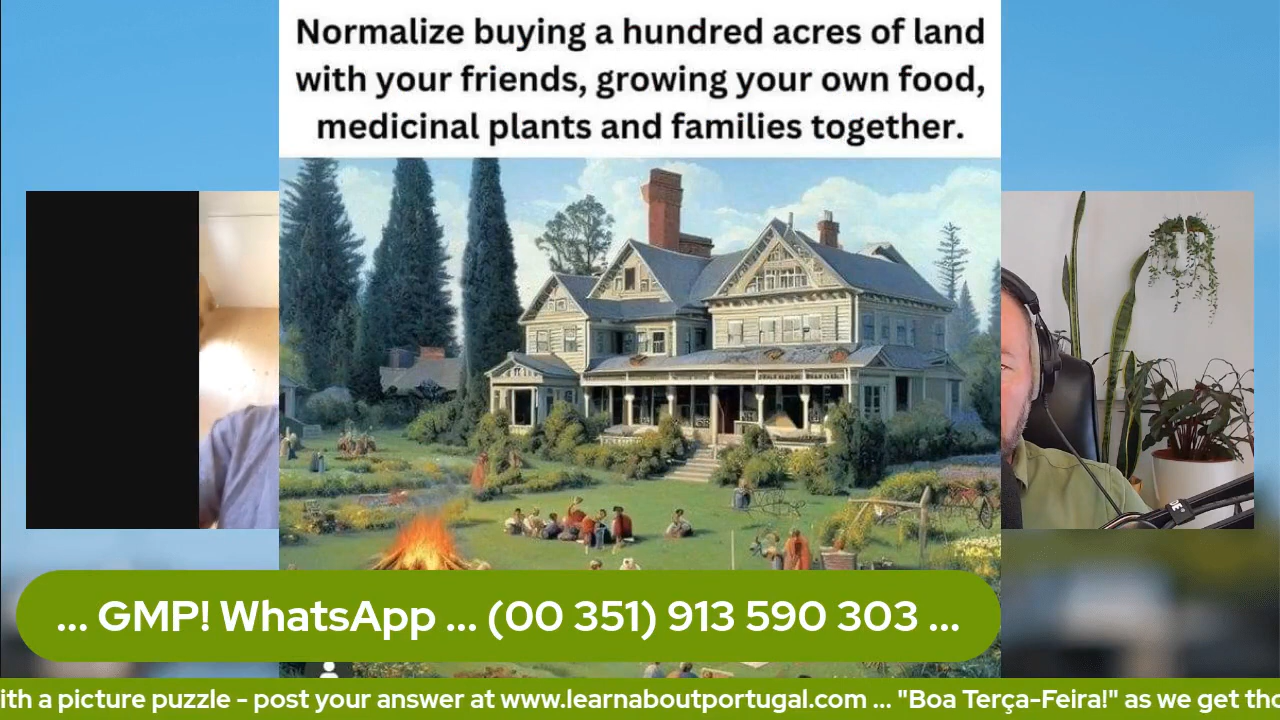 Normalize buying a hundred acres of land
with your friends, growing your own food,
medicinal plants and families together.
... GMP! WhatsApp ... (00 351) 913 590 303 ...
ith a picture puzzle - post your answer at www.learnaboutportugal.com ... "Boa Terça-Feira!" as we get the